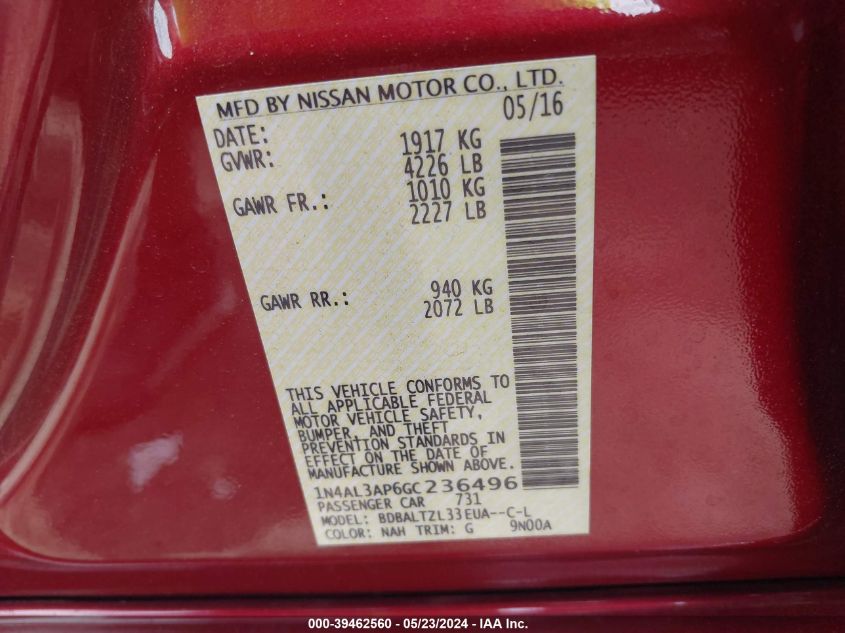 MFD BY NISSAN MOTOR CO., LTD.
DATE: 05/16
GVWR: 1917 KG
4226 LB
GAWR FR.: 1010 KG
2227 LB
GAWR RR.: 940 KG
2072 LB
THIS VEHICLE CONFORMS TO
ALL APPLICABLE FEDERAL
MOTOR VEHICLE SAFETY,
BUMPER, AND THEFT
PREVENTION STANDARDS IN
EFFECT ON THE DATE OF
MANUFACTURE SHOWN ABOVE.
1N4AL3AP6GC236496
PASSENGER CAR 731
MODEL: BDBALTZL33EUA--C-L
COLOR: NAH TRIM: G 9N00A
000-39462560 - 05/23/2024 - IAA Inc.